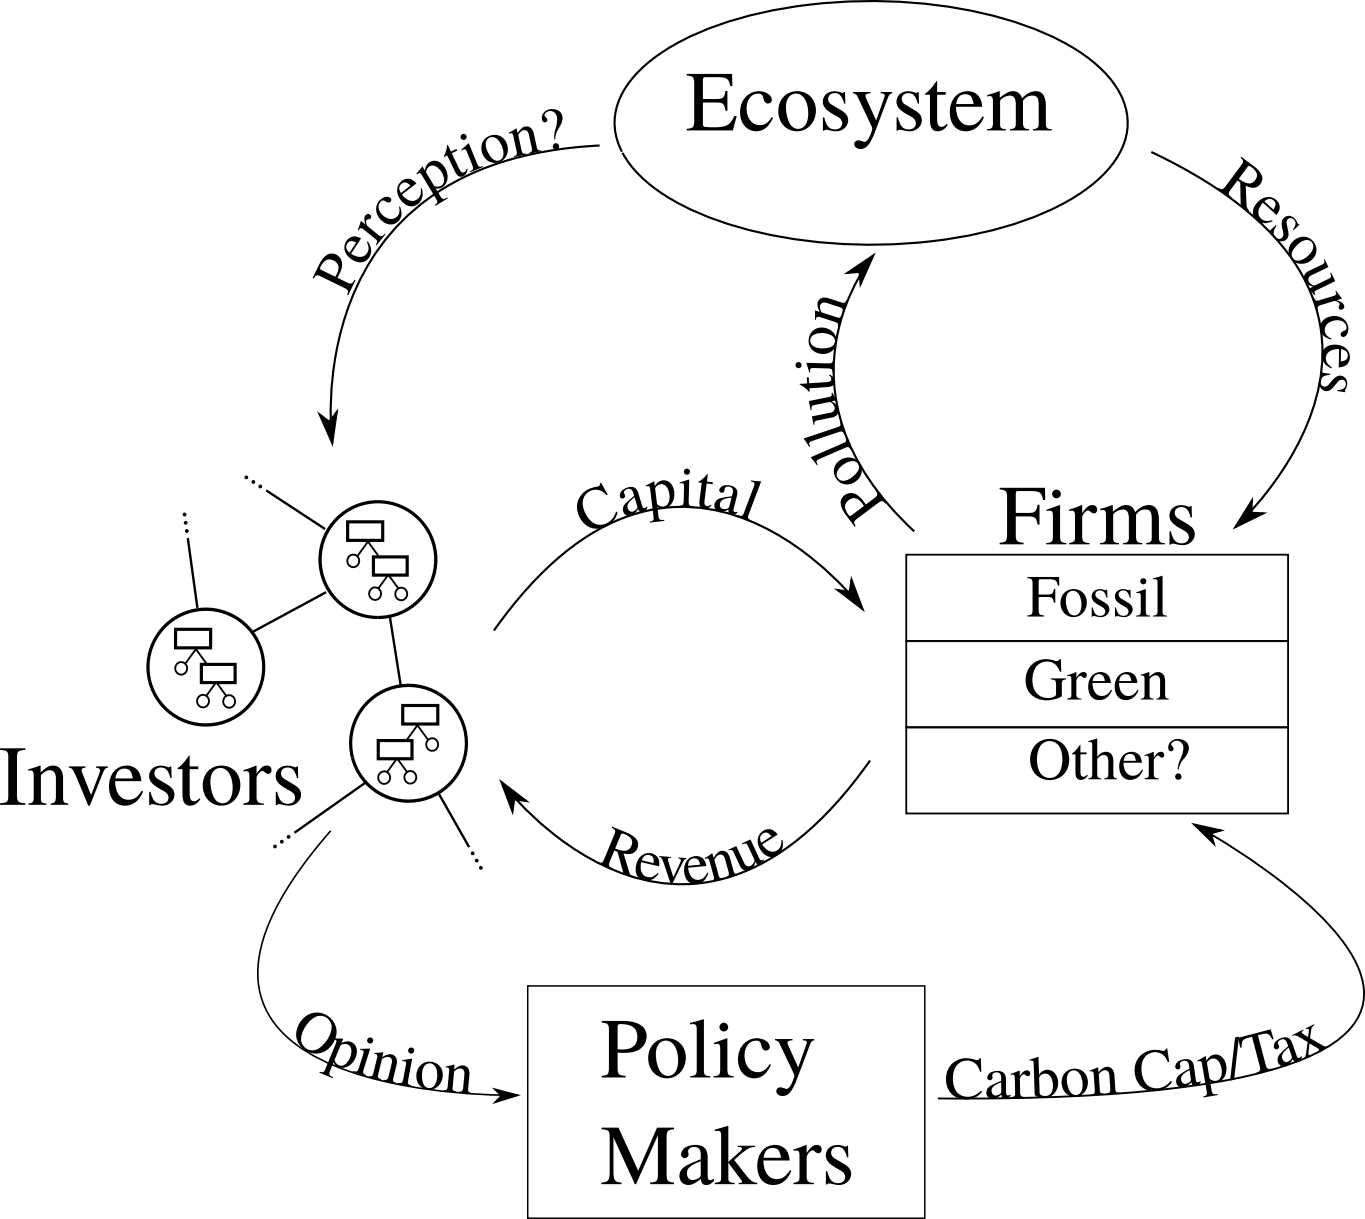 Ecosystem
Perception?
Resources
Pollution
Capital
Firms
Fossil
Green
Other?
Investors
Revenue
Opinion
Policy
Makers
Carbon Cap/Tax